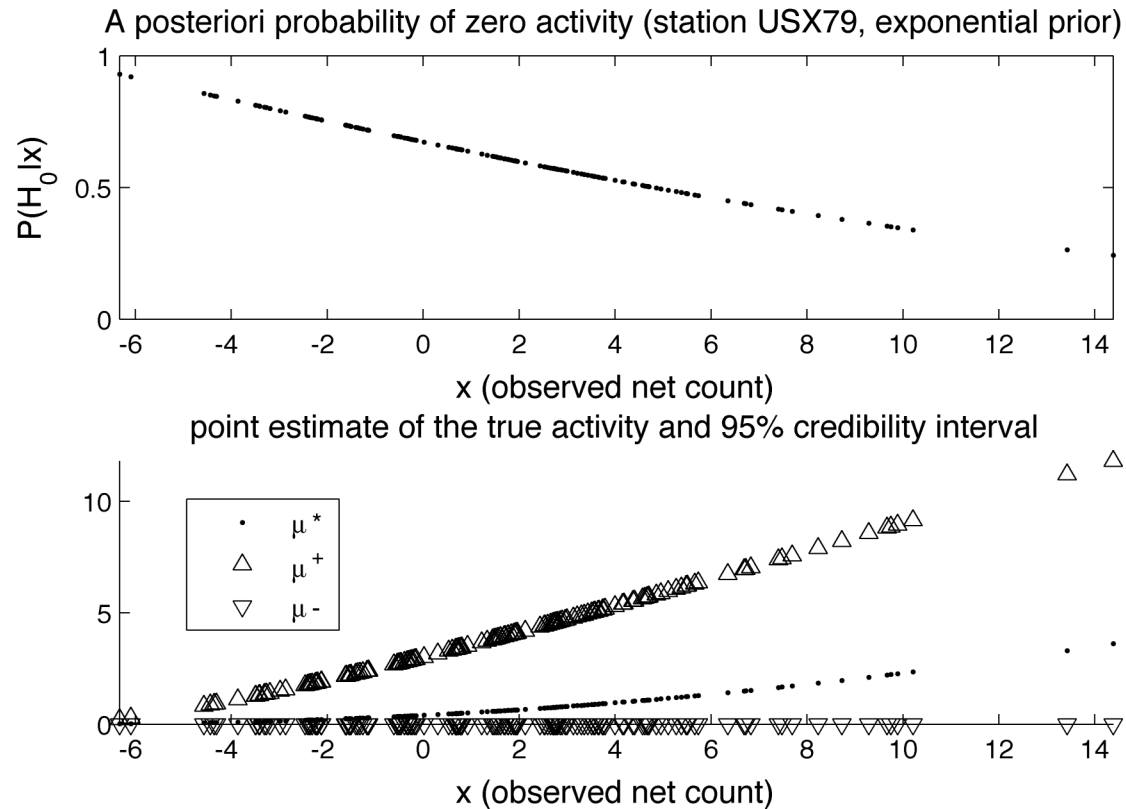 A posteriori probability of zero activity (station USX79, exponential prior)
1
0.5
0
P(H_0|x)
-6 -4 -2 0 2 4 6 8 10 12 14
x (observed net count)
point estimate of the true activity and 95% credibility interval
10
5
0
μ*
μ+
μ-
-6 -4 -2 0 2 4 6 8 10 12 14
x (observed net count)